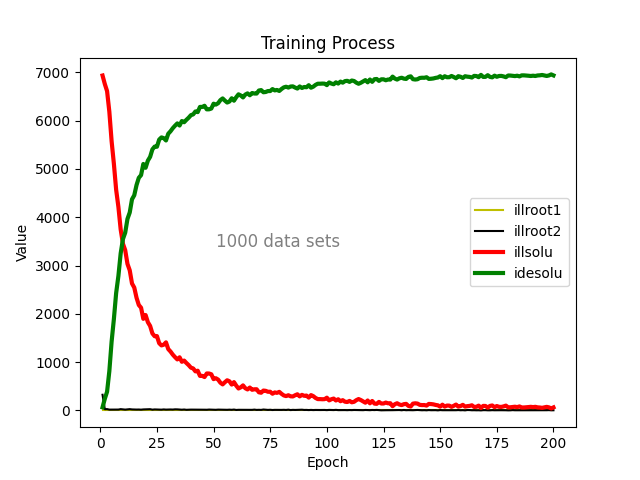 Training Process
Value
7000
6000
5000
4000
3000
2000
1000
0
1000 data sets
illroot1
illroot2
illsolu
idesolu
0 25 50 75 100 125 150 175 200
Epoch